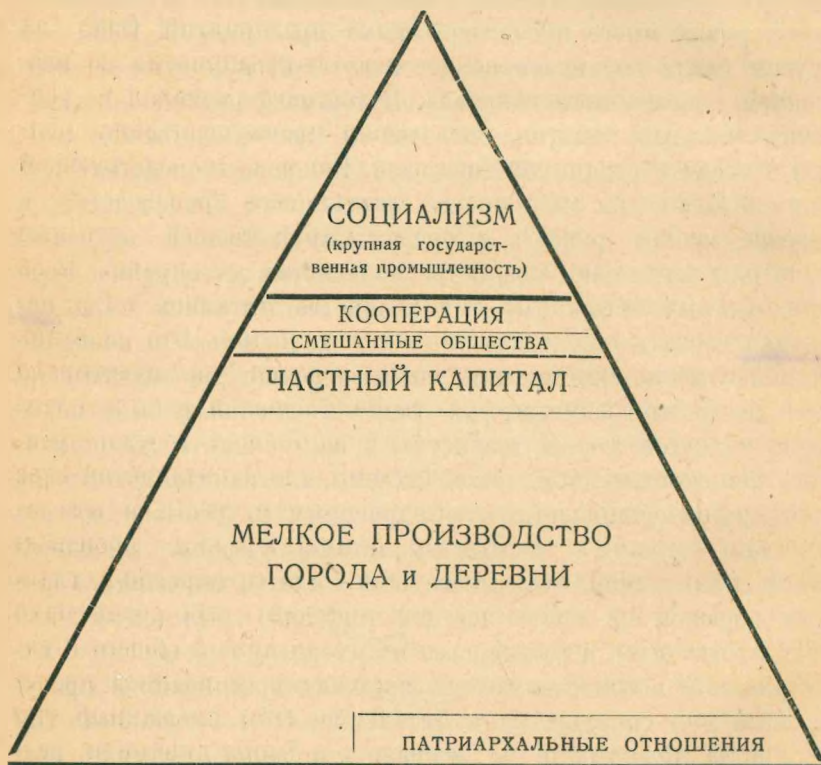 СОЦИАЛИЗМ
(крупная государст-
венная промышленность)
КООПЕРАЦИЯ
СМЕШАННЫЕ ОБЩЕСТВА
ЧАСТНЫЙ КАПИТАЛ
МЕЛКОЕ ПРОИЗВОДСТВО
ГОРОДА и ДЕРЕВНИ
ПАТРИАРХАЛЬНЫЕ ОТНОШЕНИЯ